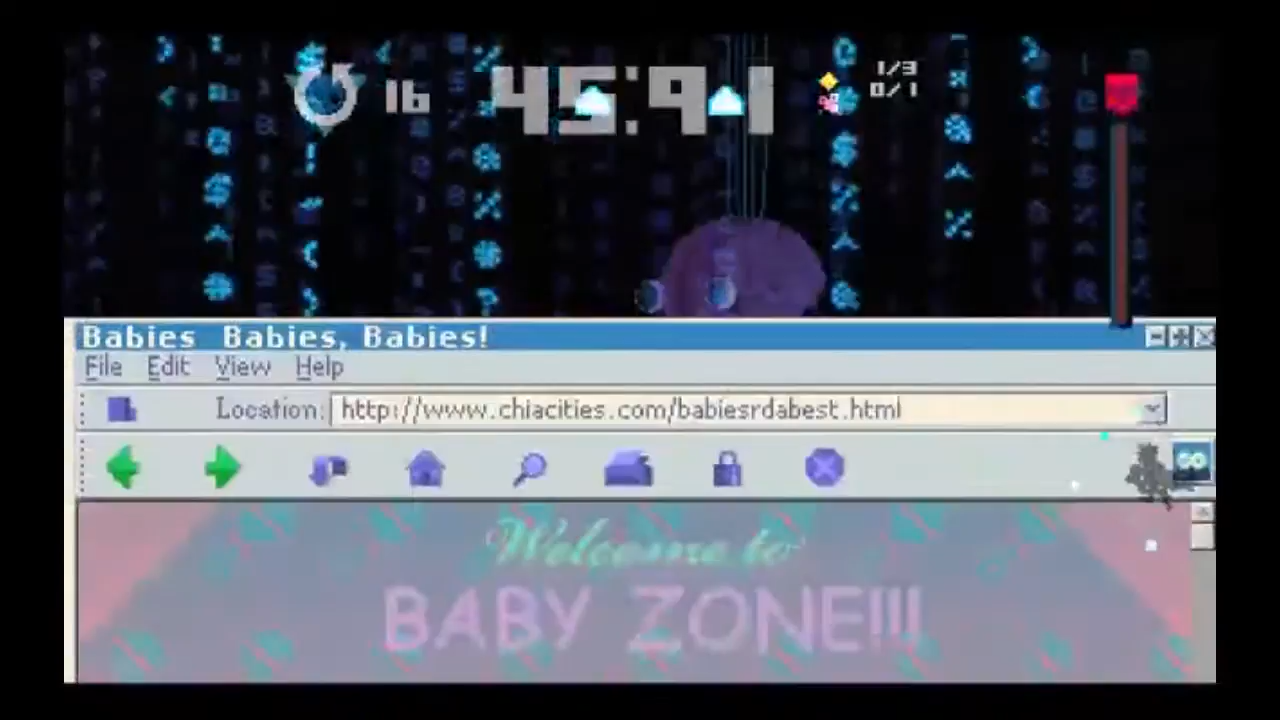 1/3
16 45:91 0/1
Babies Babies, Babies!
File Edit View Help
Location: http://www.chiacities.com/babiesrdabest.html
Welcome to
BABY ZONE!!!